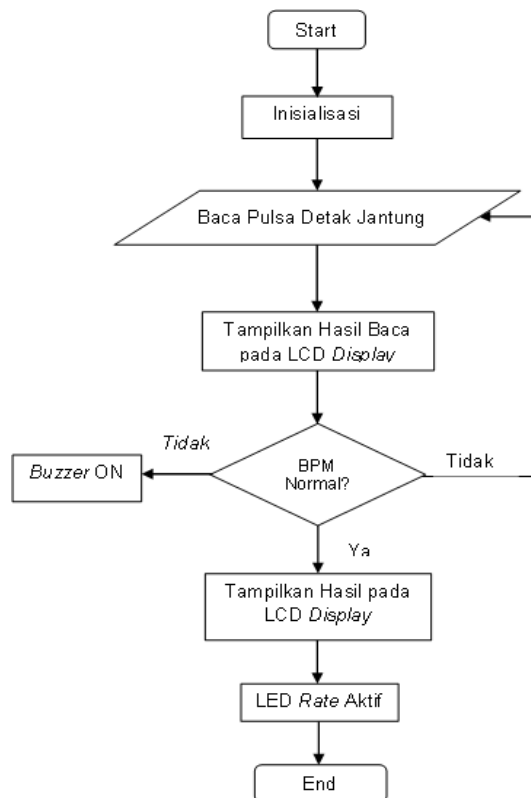 Start
Inisialisasi
Baca Pulsa Detak Jantung
Tampilkan Hasil Baca
pada LCD Display
Tidak
Buzzer ON
BPM
Normal?
Tidak
Ya
Tampilkan Hasil pada
LCD Display
LED Rate Aktif
End